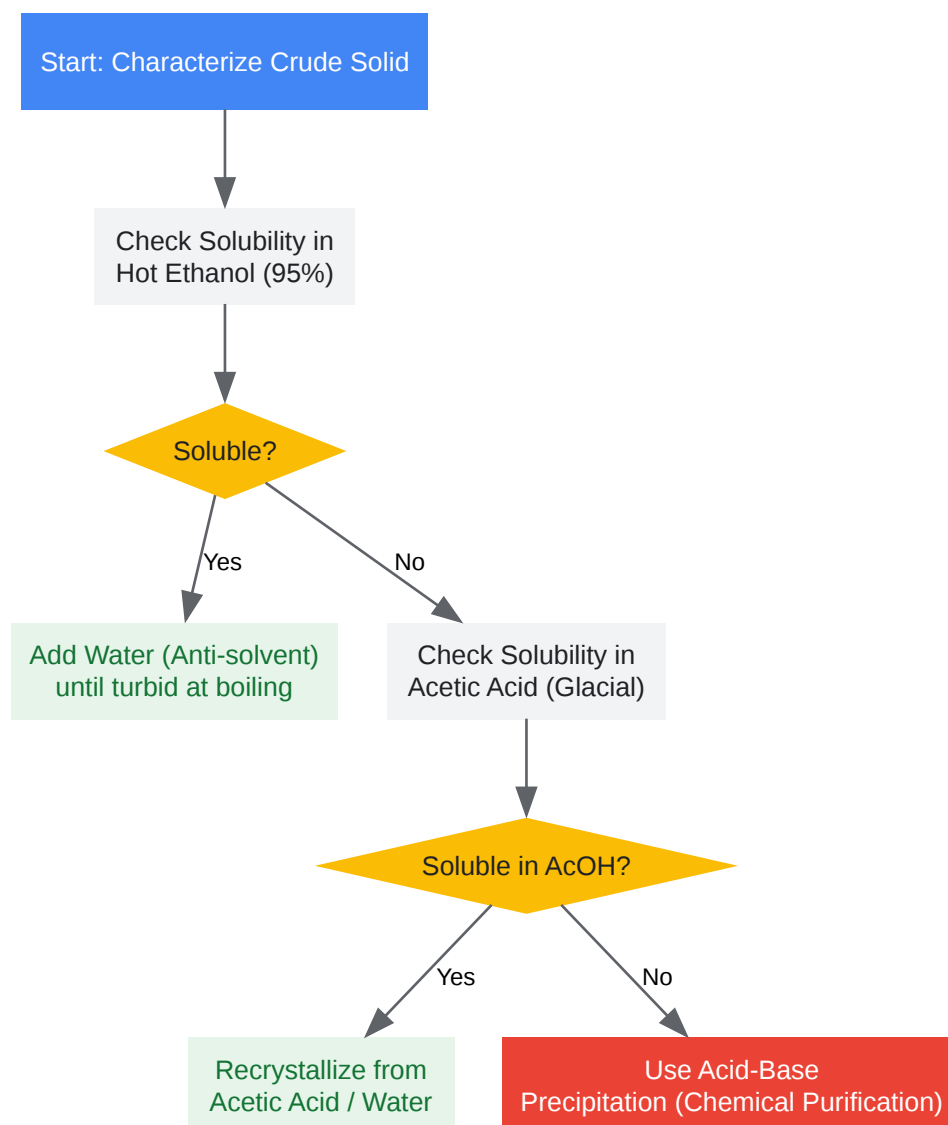 Start: Characterize Crude Solid
Check Solubility in
Hot Ethanol (95%)
Soluble?
Yes
No
Add Water (Anti-solvent)
until turbid at boiling
Check Solubility in
Acetic Acid (Glacial)
Soluble in AcOH?
Yes
No
Recrystallize from
Acetic Acid / Water
Use Acid-Base
Precipitation (Chemical Purification)